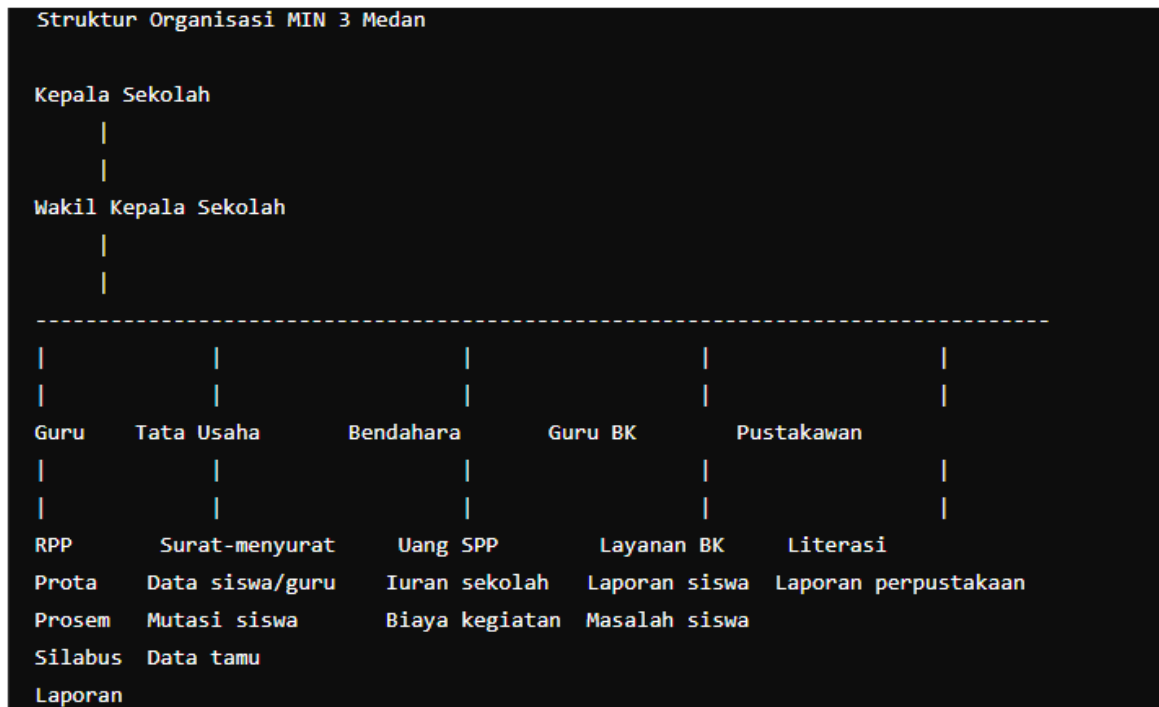 Struktur Organisasi MIN 3 Medan
Kepala Sekolah
Wakil Kepala Sekolah
Guru Tata Usaha Bendahara Guru BK Pustakawan
RPP Surat-menyurat Uang SPP Layanan BK Literasi
Prota Data siswa/guru Iuran sekolah Laporan siswa Laporan perpustakaan
Prosem Mutasi siswa Biaya kegiatan Masalah siswa
Silabus Data tamu
Laporan